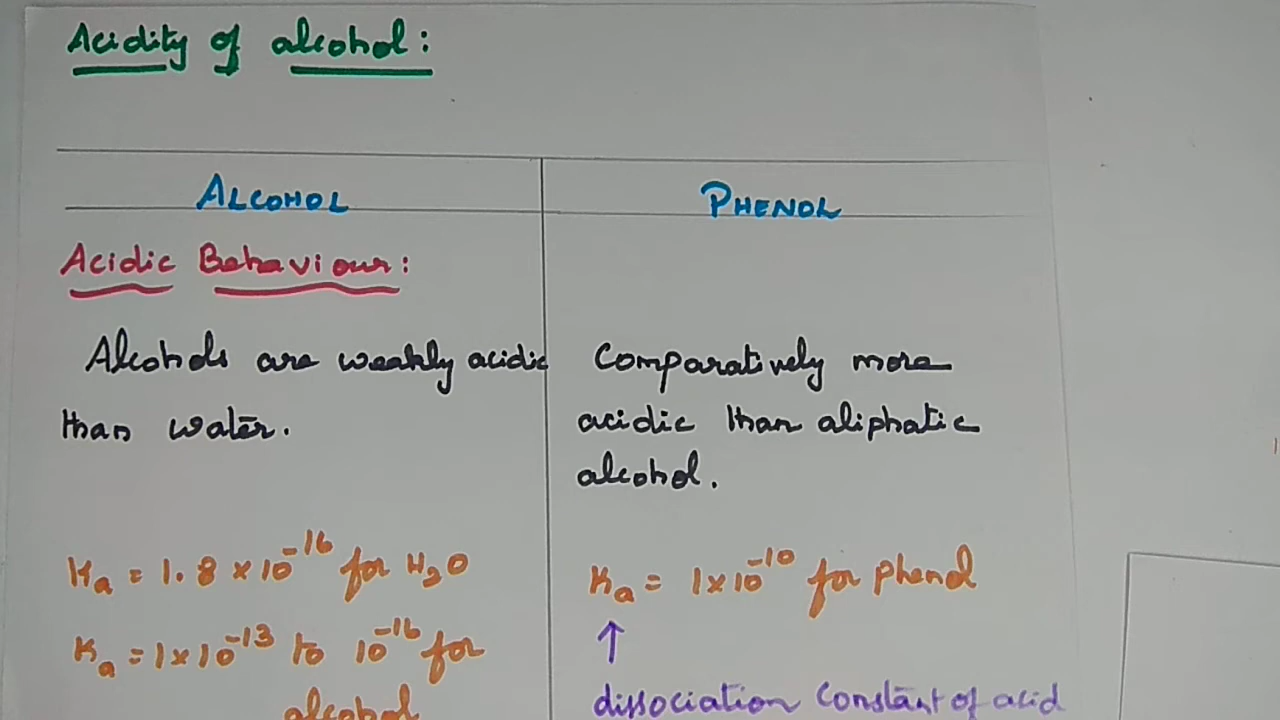 Acidity of alcohol:
ALCOHOL
PHENOL
Acidic Behaviour:
Alcohols are weakly acidic
than water.
Ka = 1.8 × 10⁻¹⁶ for H₂O
Ka = 1 × 10⁻¹³ to 10⁻¹⁶ for
alcohol
Comparatively more
acidic than aliphatic
alcohol.
Ka = 1 × 10⁻¹⁰ for phenol
↑
dissociation constant of acid